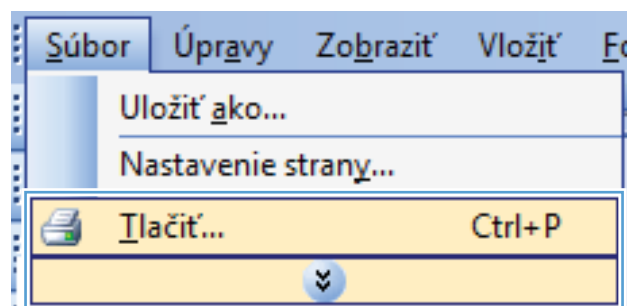 Súbor Úpravy Zobraziť Vložiť
Uložiť ako...
Nastavenie strany...
Tlačiť... Ctrl+P